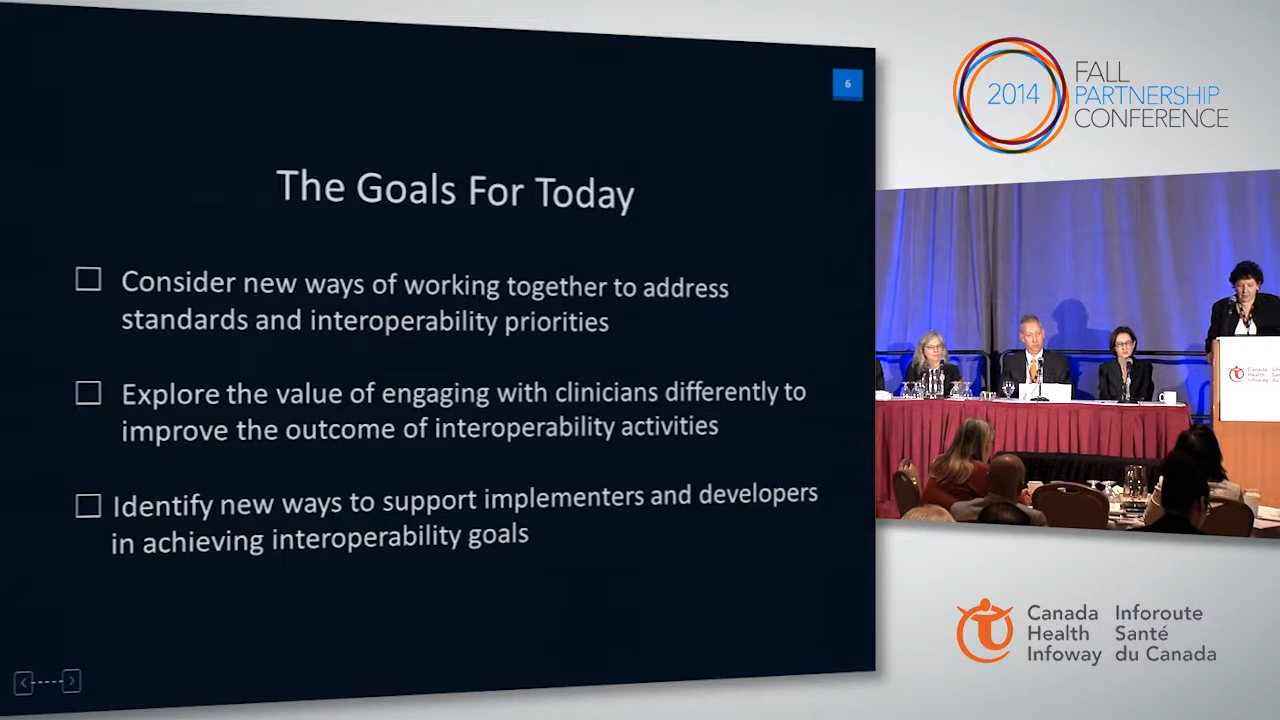 6
The Goals For Today
Consider new ways of working together to address
standards and interoperability priorities
Explore the value of engaging with clinicians differently to
improve the outcome of interoperability activities
Identify new ways to support implementers and developers
in achieving interoperability goals
2014
FALL
PARTNERSHIP
CONFERENCE
Canada
Health
Infoway
Inforoute
Santé
du Canada